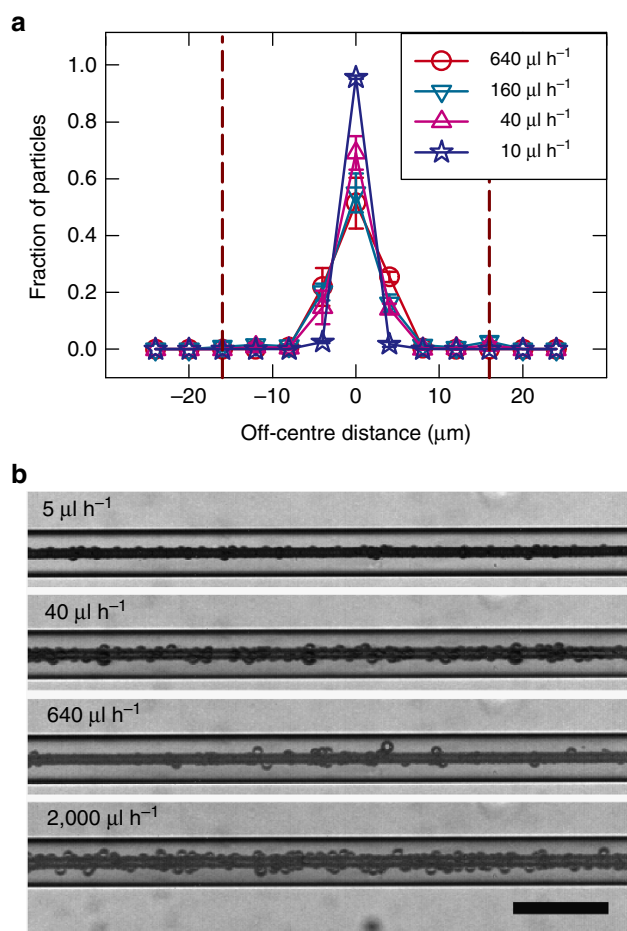 a
1.0
0.8
0.6
0.4
0.2
0.0
Fraction of particles
640 µl h⁻¹
160 µl h⁻¹
40 µl h⁻¹
10 µl h⁻¹
−20 −10 0 10 20
Off-centre distance (µm)
b
5 µl h⁻¹
40 µl h⁻¹
640 µl h⁻¹
2,000 µl h⁻¹